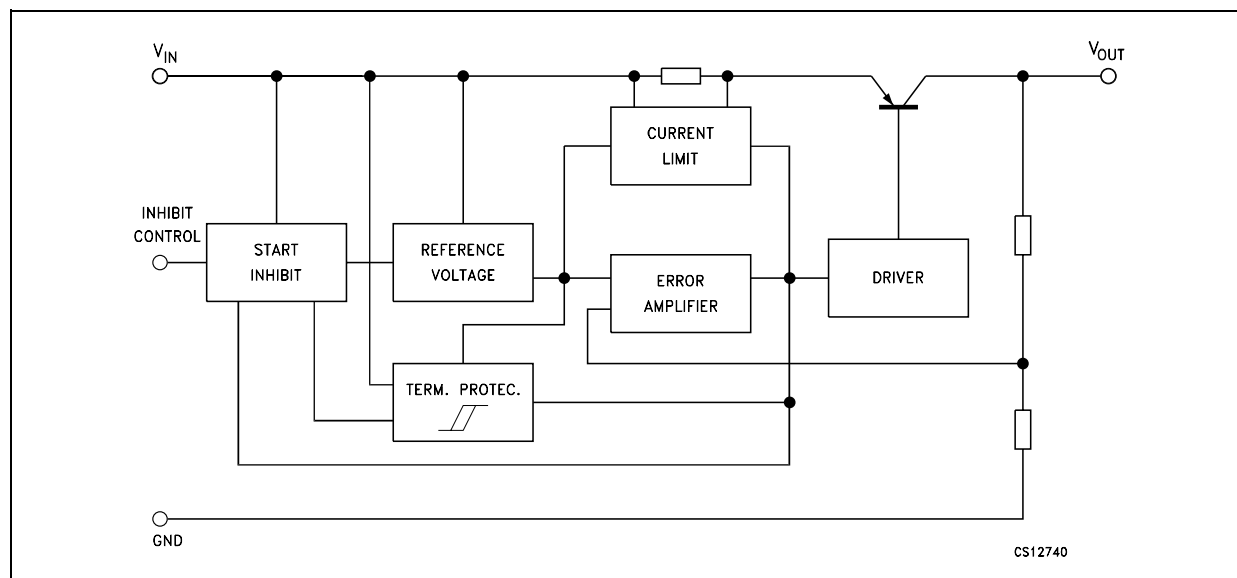 VIN
VOUT
CURRENT
LIMIT
INHIBIT
CONTROL
START
INHIBIT
REFERENCE
VOLTAGE
ERROR
AMPLIFIER
DRIVER
TERM. PROTEC.
GND
CS12740